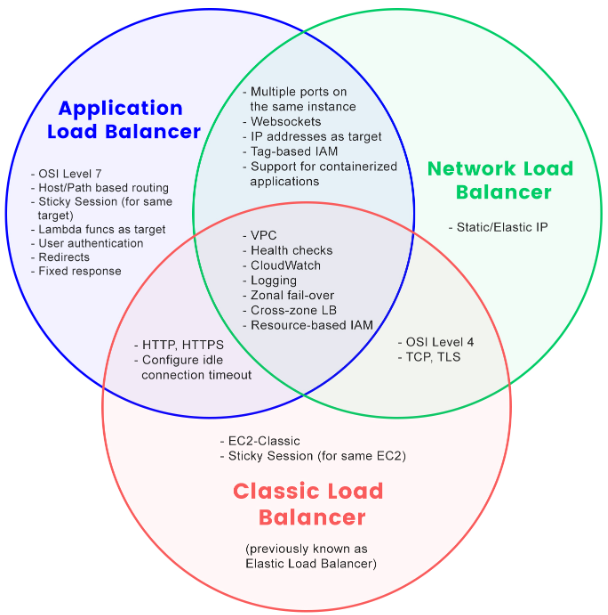 Application
Load Balancer
- OSI Level 7
- Host/Path based routing
- Sticky Session (for same
target)
- Lambda funcs as target
- User authentication
- Redirects
- Fixed response
- Multiple ports on
the same instance
- Websockets
- IP addresses as target
- Tag-based IAM
- Support for containerized
applications
Network Load
Balancer
- Static/Elastic IP
- VPC
- Health checks
- CloudWatch
- Logging
- Zonal fail-over
- Cross-zone LB
- Resource-based IAM
- HTTP, HTTPS
- Configure idle
connection timeout
- OSI Level 4
- TCP, TLS
- EC2-Classic
- Sticky Session (for same EC2)
Classic Load
Balancer
(previously known as
Elastic Load Balancer)